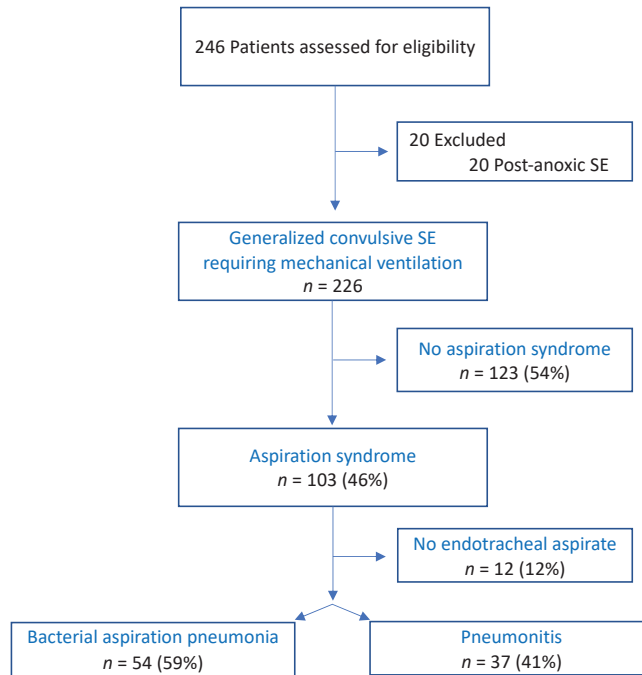 246 Patients assessed for eligibility
20 Excluded
20 Post-anoxic SE
Generalized convulsive SE
requiring mechanical ventilation
n = 226
No aspiration syndrome
n = 123 (54%)
Aspiration syndrome
n = 103 (46%)
No endotracheal aspirate
n = 12 (12%)
Bacterial aspiration pneumonia
n = 54 (59%)
Pneumonitis
n = 37 (41%)